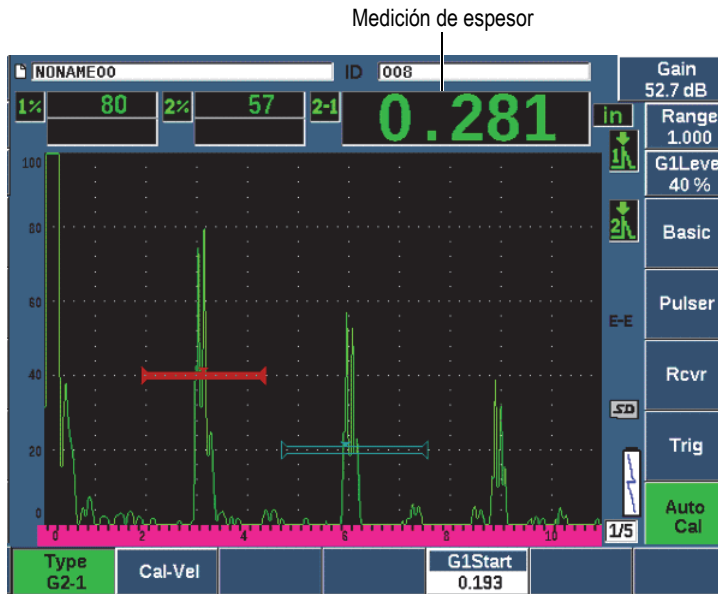 Medición de espesor
NONAME00 ID 008
1% 80 2% 57 2-1 0.281 in
Gain
52.7 dB
Range
1.000
G1Leve
40 %
Basic
Pulser
Rcvr
Trig
Auto
Cal
1
2
E-E
SD
1/5
100
80
60
40
20
0
0 2 4 6 8 10
Type
G2-1
Cal-Vel
G1Start
0.193